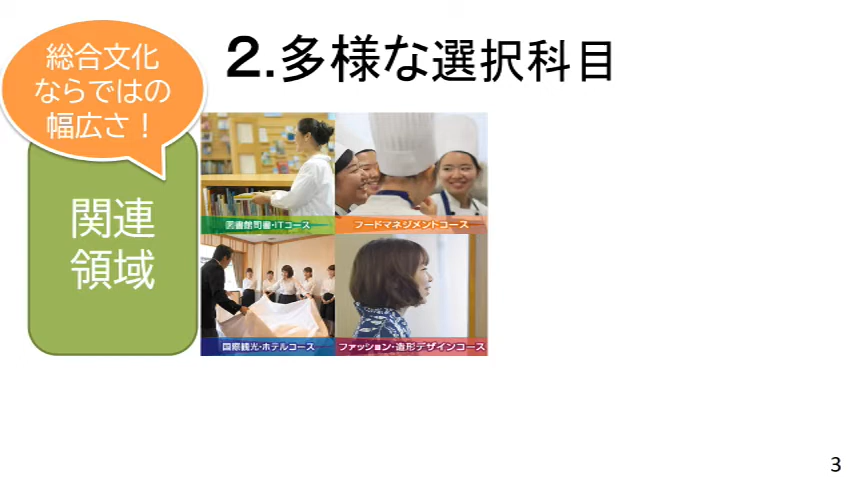 総合文化
ならではの
幅広さ！
2.多様な選択科目
関連
領域
図書館司書・ITコース
フードマネジメントコース
国際観光・ホテルコース
ファッション・造形デザインコース
3